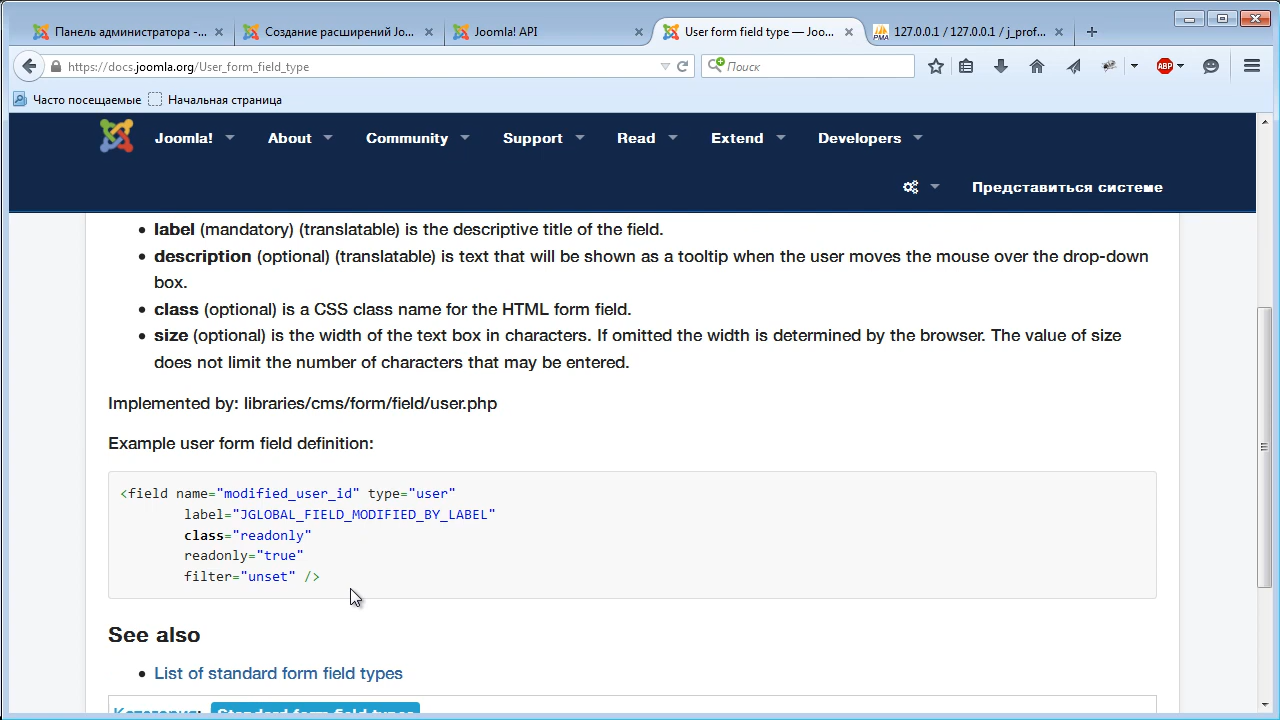 Панель администратора -...
Создание расширений Jo...
Joomla! API
User form field type — Joo...
127.0.0.1 / 127.0.0.1 / j_prof...
https://docs.joomla.org/User_form_field_type
Поиск
ABP
Часто посещаемые
Начальная страница
Joomla!
About
Community
Support
Read
Extend
Developers
Представиться системе
label (mandatory) (translatable) is the descriptive title of the field.
description (optional) (translatable) is text that will be shown as a tooltip when the user moves the mouse over the drop-down
box.
class (optional) is a CSS class name for the HTML form field.
size (optional) is the width of the text box in characters. If omitted the width is determined by the browser. The value of size
does not limit the number of characters that may be entered.
Implemented by: libraries/cms/form/field/user.php
Example user form field definition:
<field name="modified_user_id" type="user"
label="JGLOBAL_FIELD_MODIFIED_BY_LABEL"
class="readonly"
readonly="true"
filter="unset" />
See also
List of standard form field types
Категория: Standard form field types